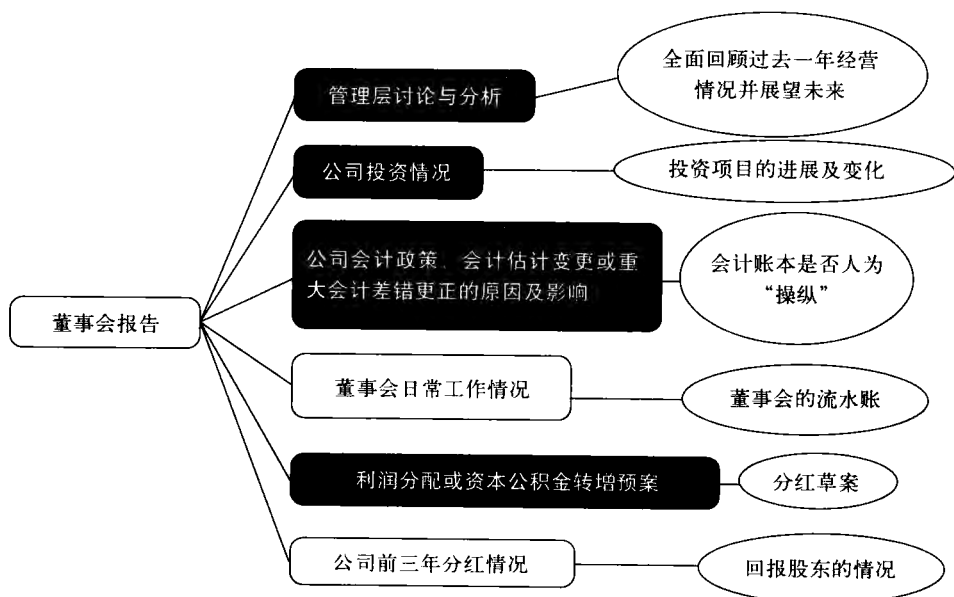 全面回顾过去一年经营
情况并展望未来
管理层讨论与分析
公司投资情况
投资项目的进展及变化
公司会计政策、会计估计变更或重
大会计差错更正的原因及影响
会计账本是否人为
“操纵”
董事会报告
董事会日常工作情况
董事会的流水账
利润分配或资本公积金转增预案
分红草案
公司前三年分红情况
回报股东的情况